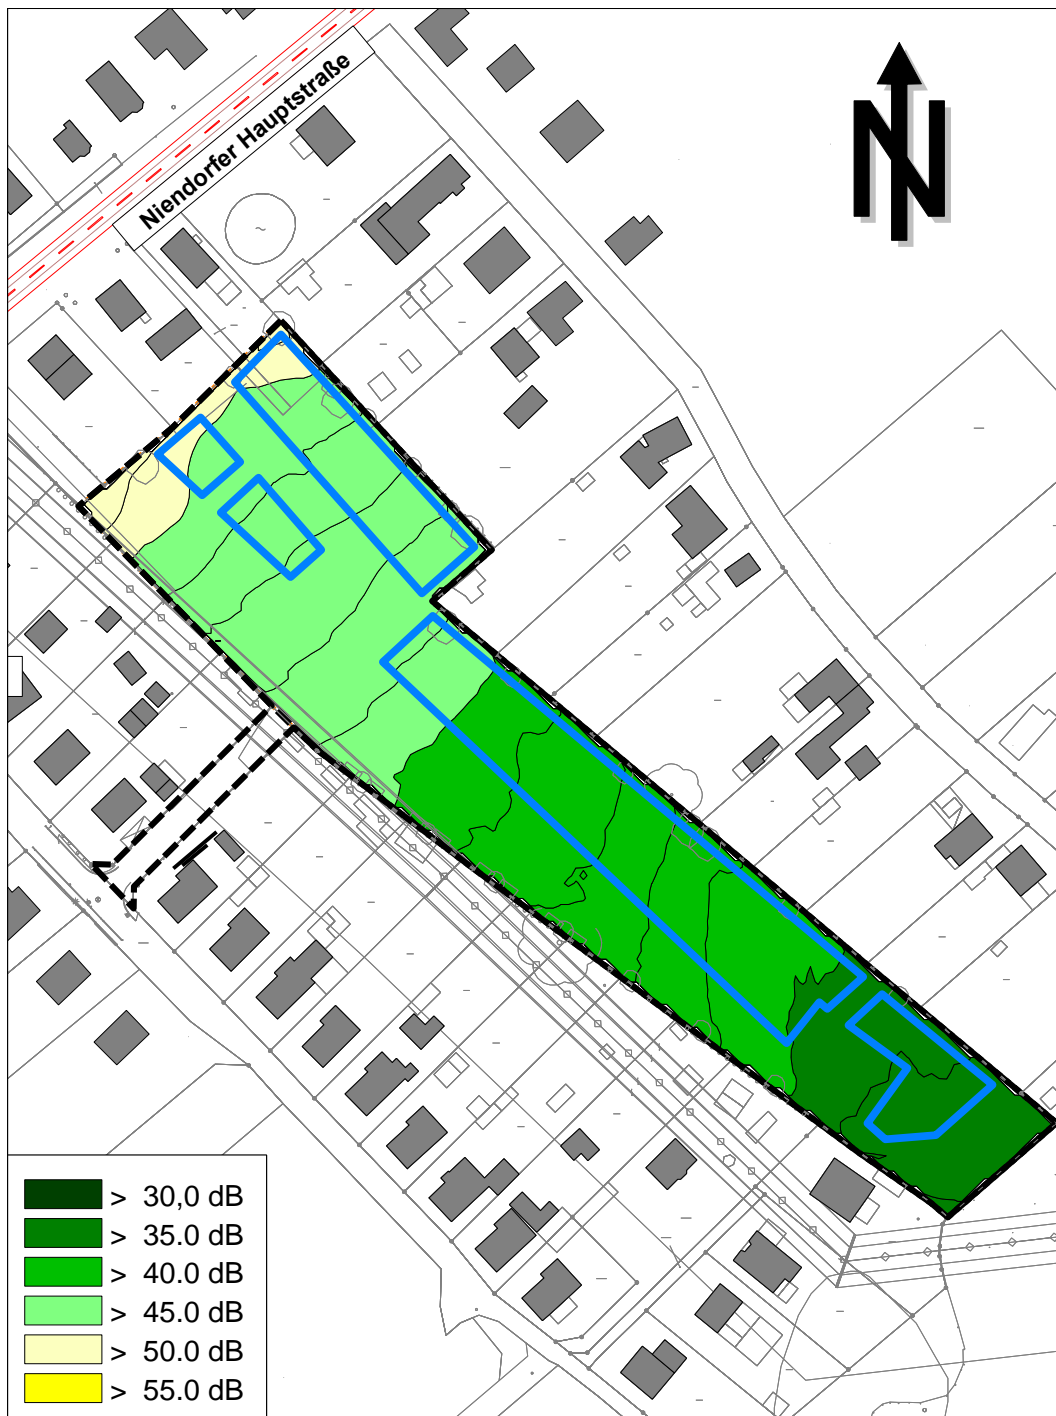 Niendorfer Hauptstraße
N
> 30,0 dB
> 35.0 dB
> 40.0 dB
> 45.0 dB
> 50.0 dB
> 55.0 dB